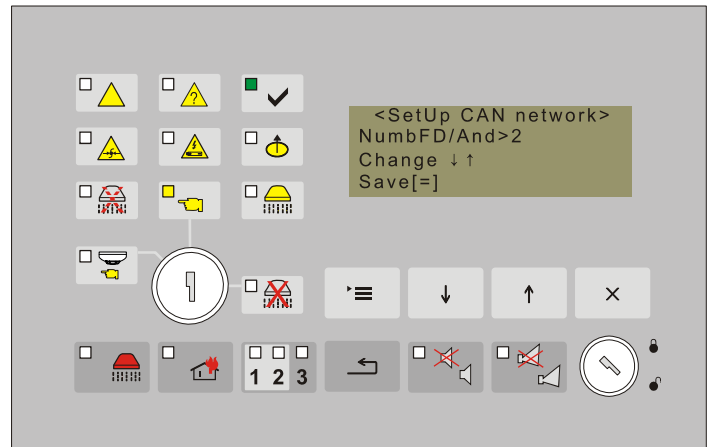 <SetUp CAN network>
NumbFD/And>2
Change ↓↑
Save[=]
1 2 3